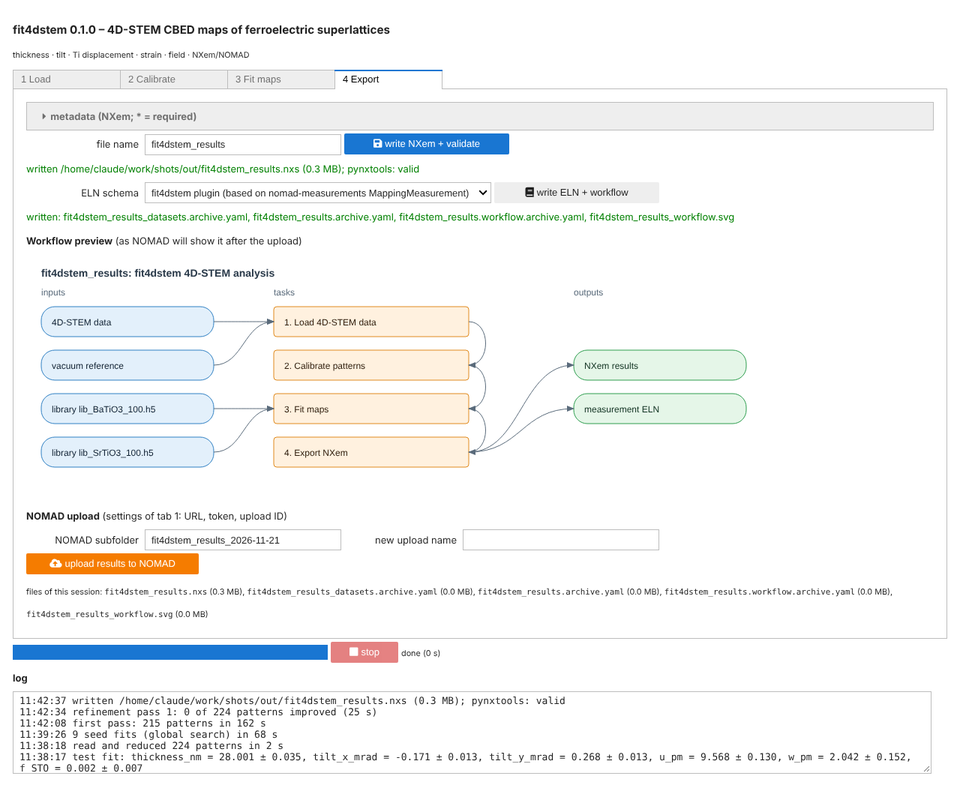 fit4dstem 0.1.0 – 4D-STEM CBED maps of ferroelectric superlattices
thickness · tilt · Ti displacement · strain · field · NXem/NOMAD
1 Load 2 Calibrate 3 Fit maps 4 Export
metadata (NXem; * = required)
file name fit4dstem_results write NXem + validate
written /home/claude/work/shots/out/fit4dstem_results.nxs (0.3 MB); pynxtools: valid
ELN schema fit4dstem plugin (based on nomad-measurements MappingMeasurement) write ELN + workflow
written: fit4dstem_results_datasets.archive.yaml, fit4dstem_results.archive.yaml, fit4dstem_results.workflow.archive.yaml, fit4dstem_results_workflow.svg
Workflow preview (as NOMAD will show it after the upload)
fit4dstem_results: fit4dstem 4D-STEM analysis
inputs tasks outputs
4D-STEM data 1. Load 4D-STEM data
vacuum reference 2. Calibrate patterns NXem results
library lib_BaTiO3_100.h5 3. Fit maps measurement ELN
library lib_SrTiO3_100.h5 4. Export NXem
NOMAD upload (settings of tab 1: URL, token, upload ID)
NOMAD subfolder fit4dstem_results_2026-11-21 new upload name
upload results to NOMAD
files of this session: fit4dstem_results.nxs (0.3 MB), fit4dstem_results_datasets.archive.yaml (0.0 MB), fit4dstem_results.archive.yaml (0.0 MB), fit4dstem_results.workflow.archive.yaml (0.0 MB),
fit4dstem_results_workflow.svg (0.0 MB)
stop done (0 s)
log
11:42:37 written /home/claude/work/shots/out/fit4dstem_results.nxs (0.3 MB); pynxtools: valid
11:42:34 refinement pass 1: 0 of 224 patterns improved (25 s)
11:42:08 first pass: 215 patterns in 162 s
11:39:26 9 seed fits (global search) in 68 s
11:38:18 read and reduced 224 patterns in 2 s
11:38:17 test fit: thickness_nm = 28.001 ± 0.035, tilt_x_mrad = -0.171 ± 0.013, tilt_y_mrad = 0.268 ± 0.013, u_pm = 9.568 ± 0.130, w_pm = 2.042 ± 0.152,
f_STO = 0.002 ± 0.007